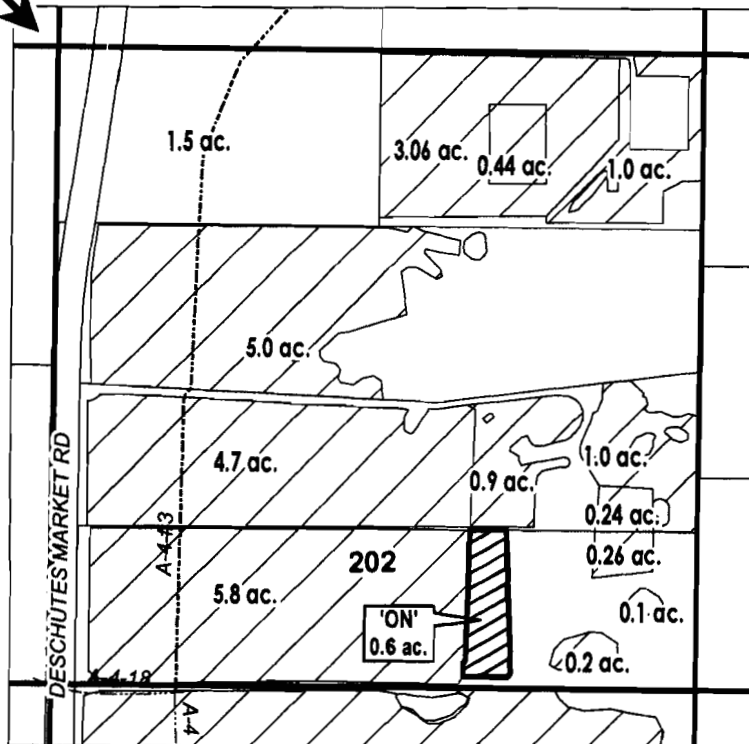 1.5 ac.
3.06 ac.
0.44 ac.
1.0 ac.
5.0 ac.
4.7 ac.
0.9 ac.
1.0 ac.
0.24 ac.
0.26 ac.
202
5.8 ac.
'ON'
0.6 ac.
0.1 ac.
0.2 ac.
DESCHUTES MARKET RD
A-4-13
A-4-18
A-4